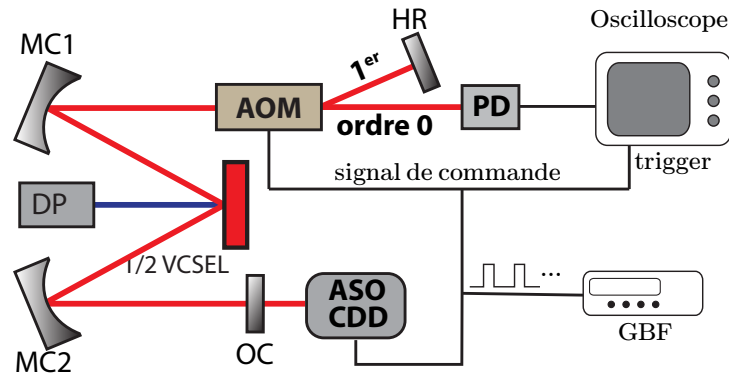 HR
Oscilloscope
MC1
1er
AOM
ordre 0
PD
trigger
signal de commande
DP
1/2 VCSEL
...
ASO
CDD
OC
MC2
GBF